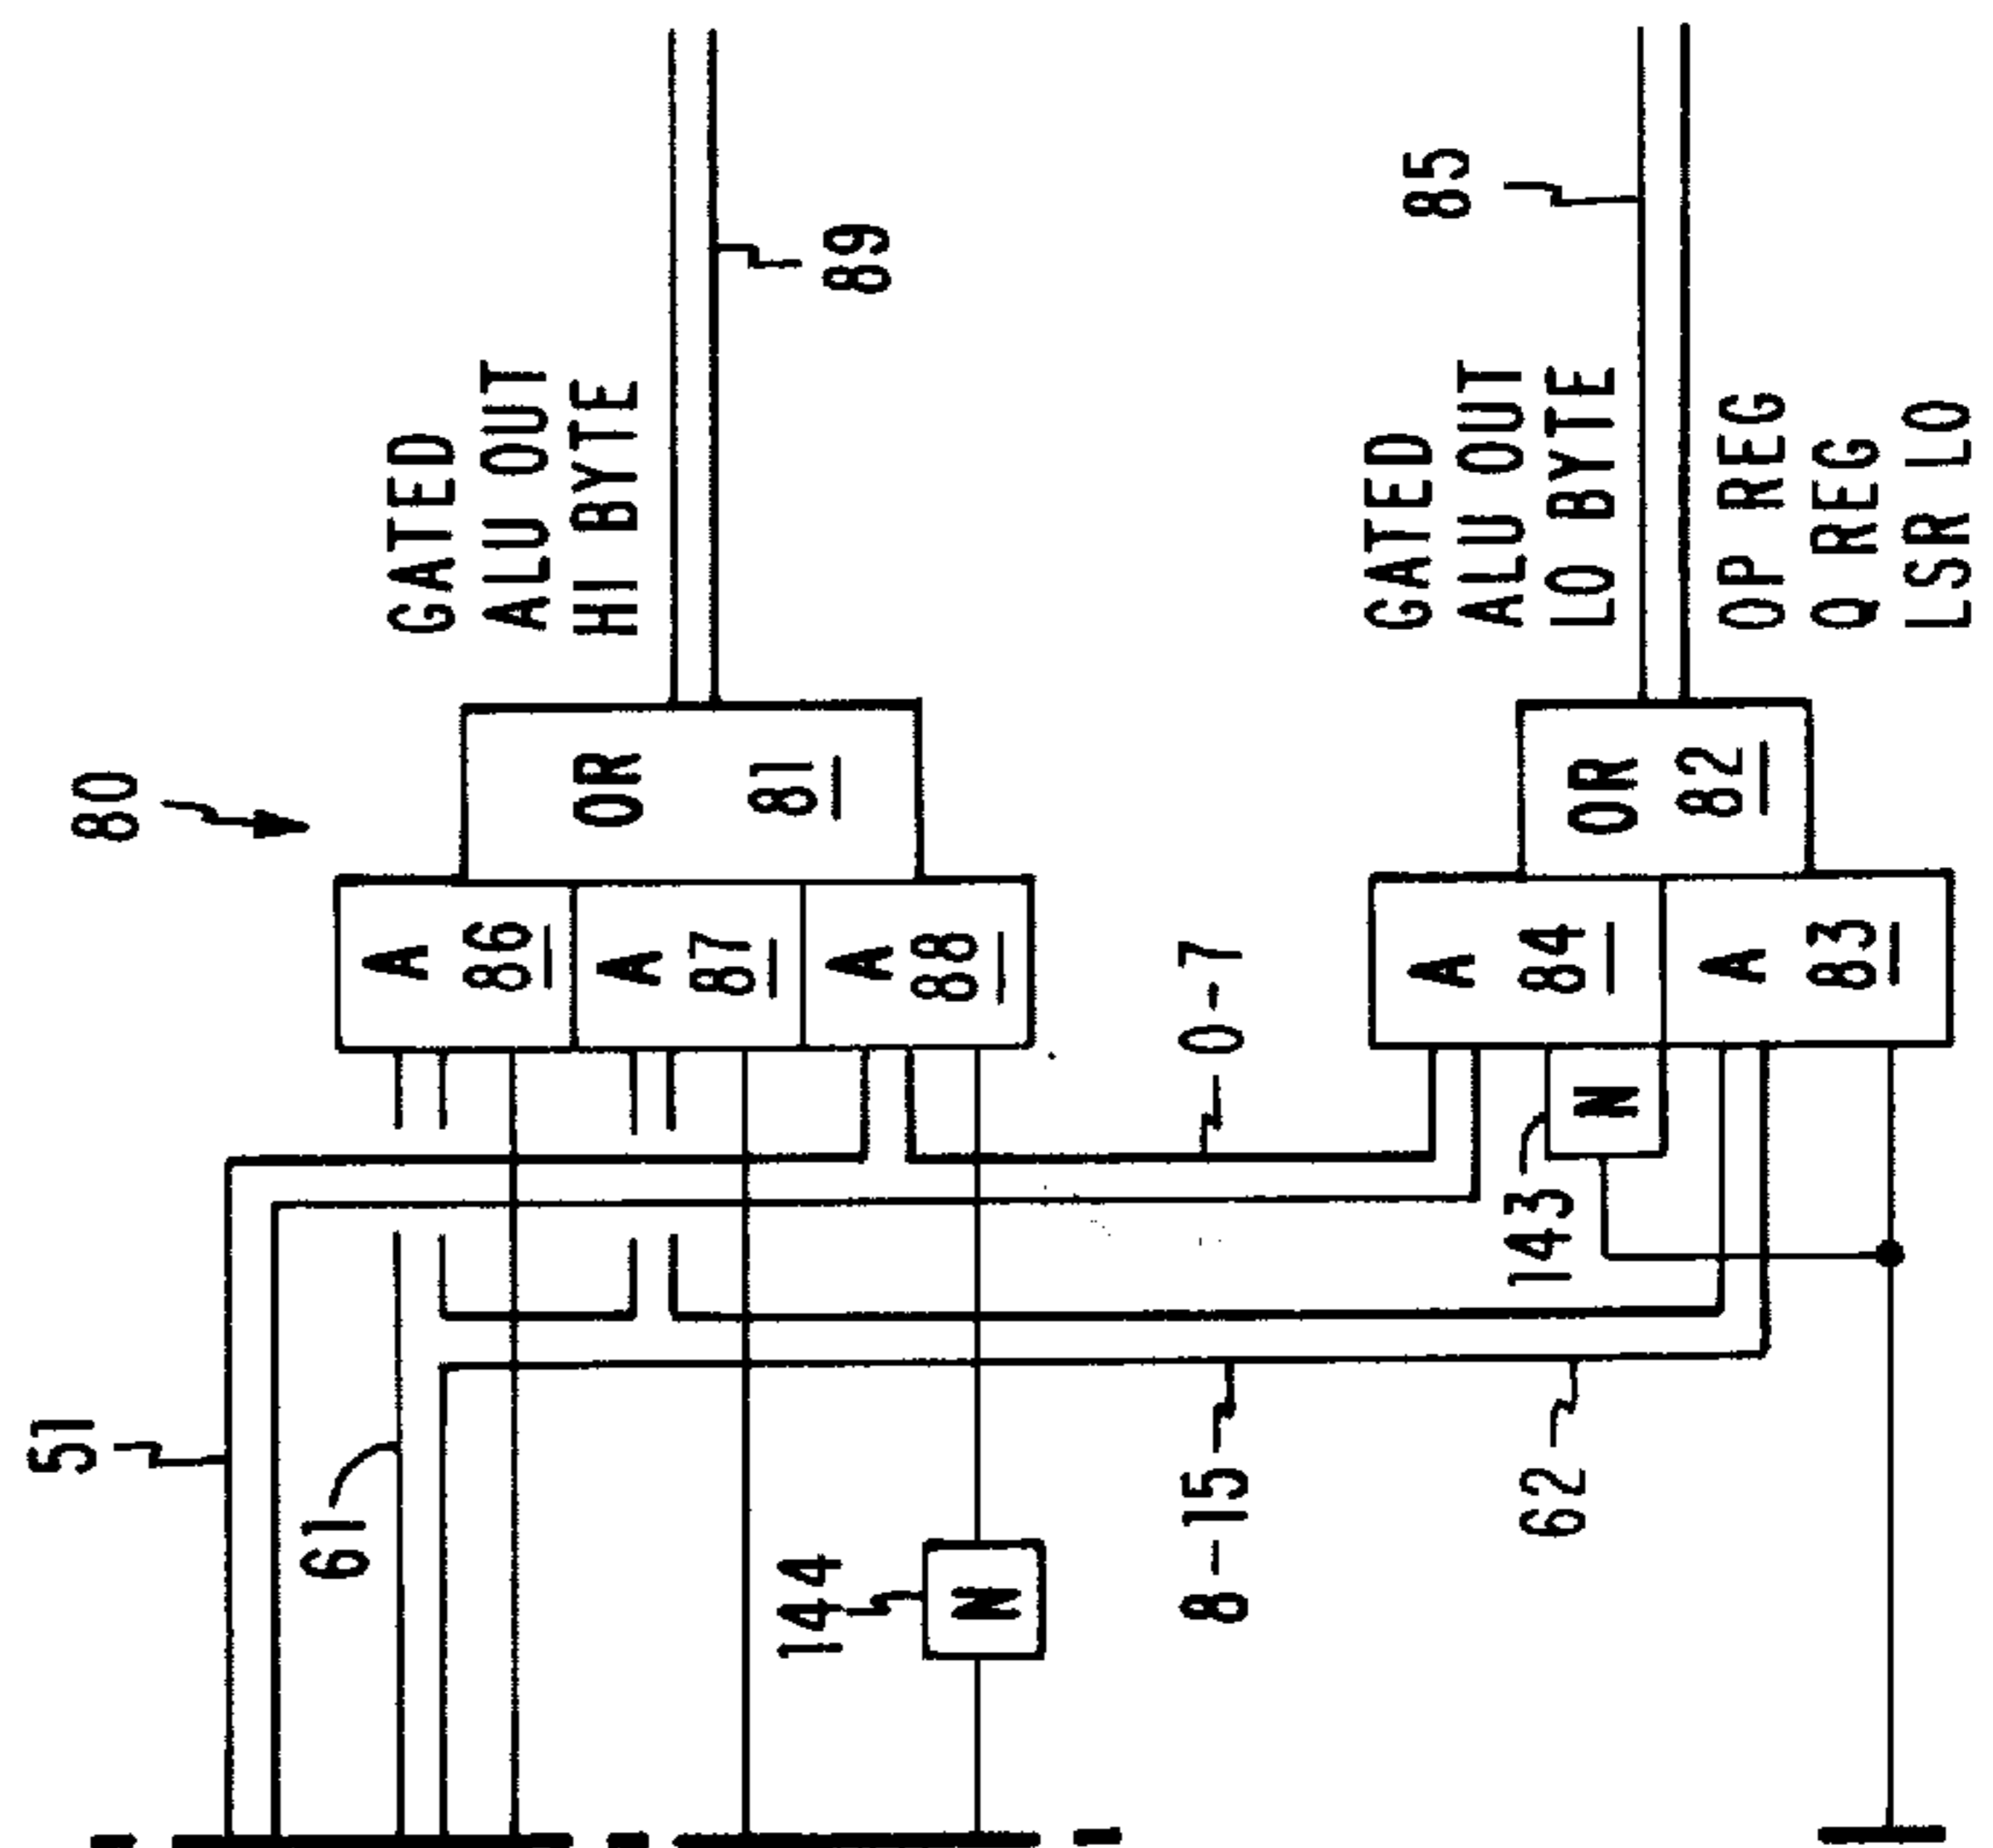 80
GATED
ALU OUT
HI BYTE
89
GATED
ALU OUT
LO BYTE
85
OP REG
Q REG
LSR LO
OR
81
OR
82
A
86
A
87
A
88
0-7
A
84
A
83
N
143
51
61
144
N
8-15
62